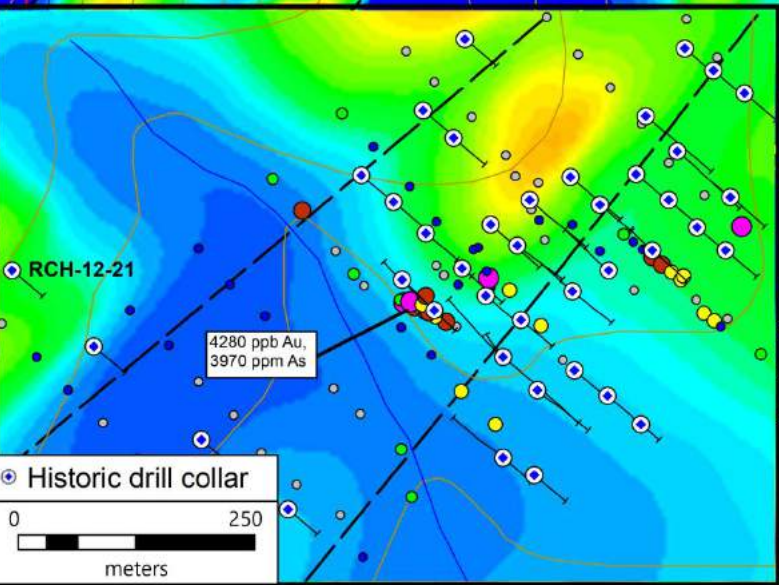 RCH-12-21
4280 ppb Au,
3970 ppm As
Historic drill collar
0 250
meters